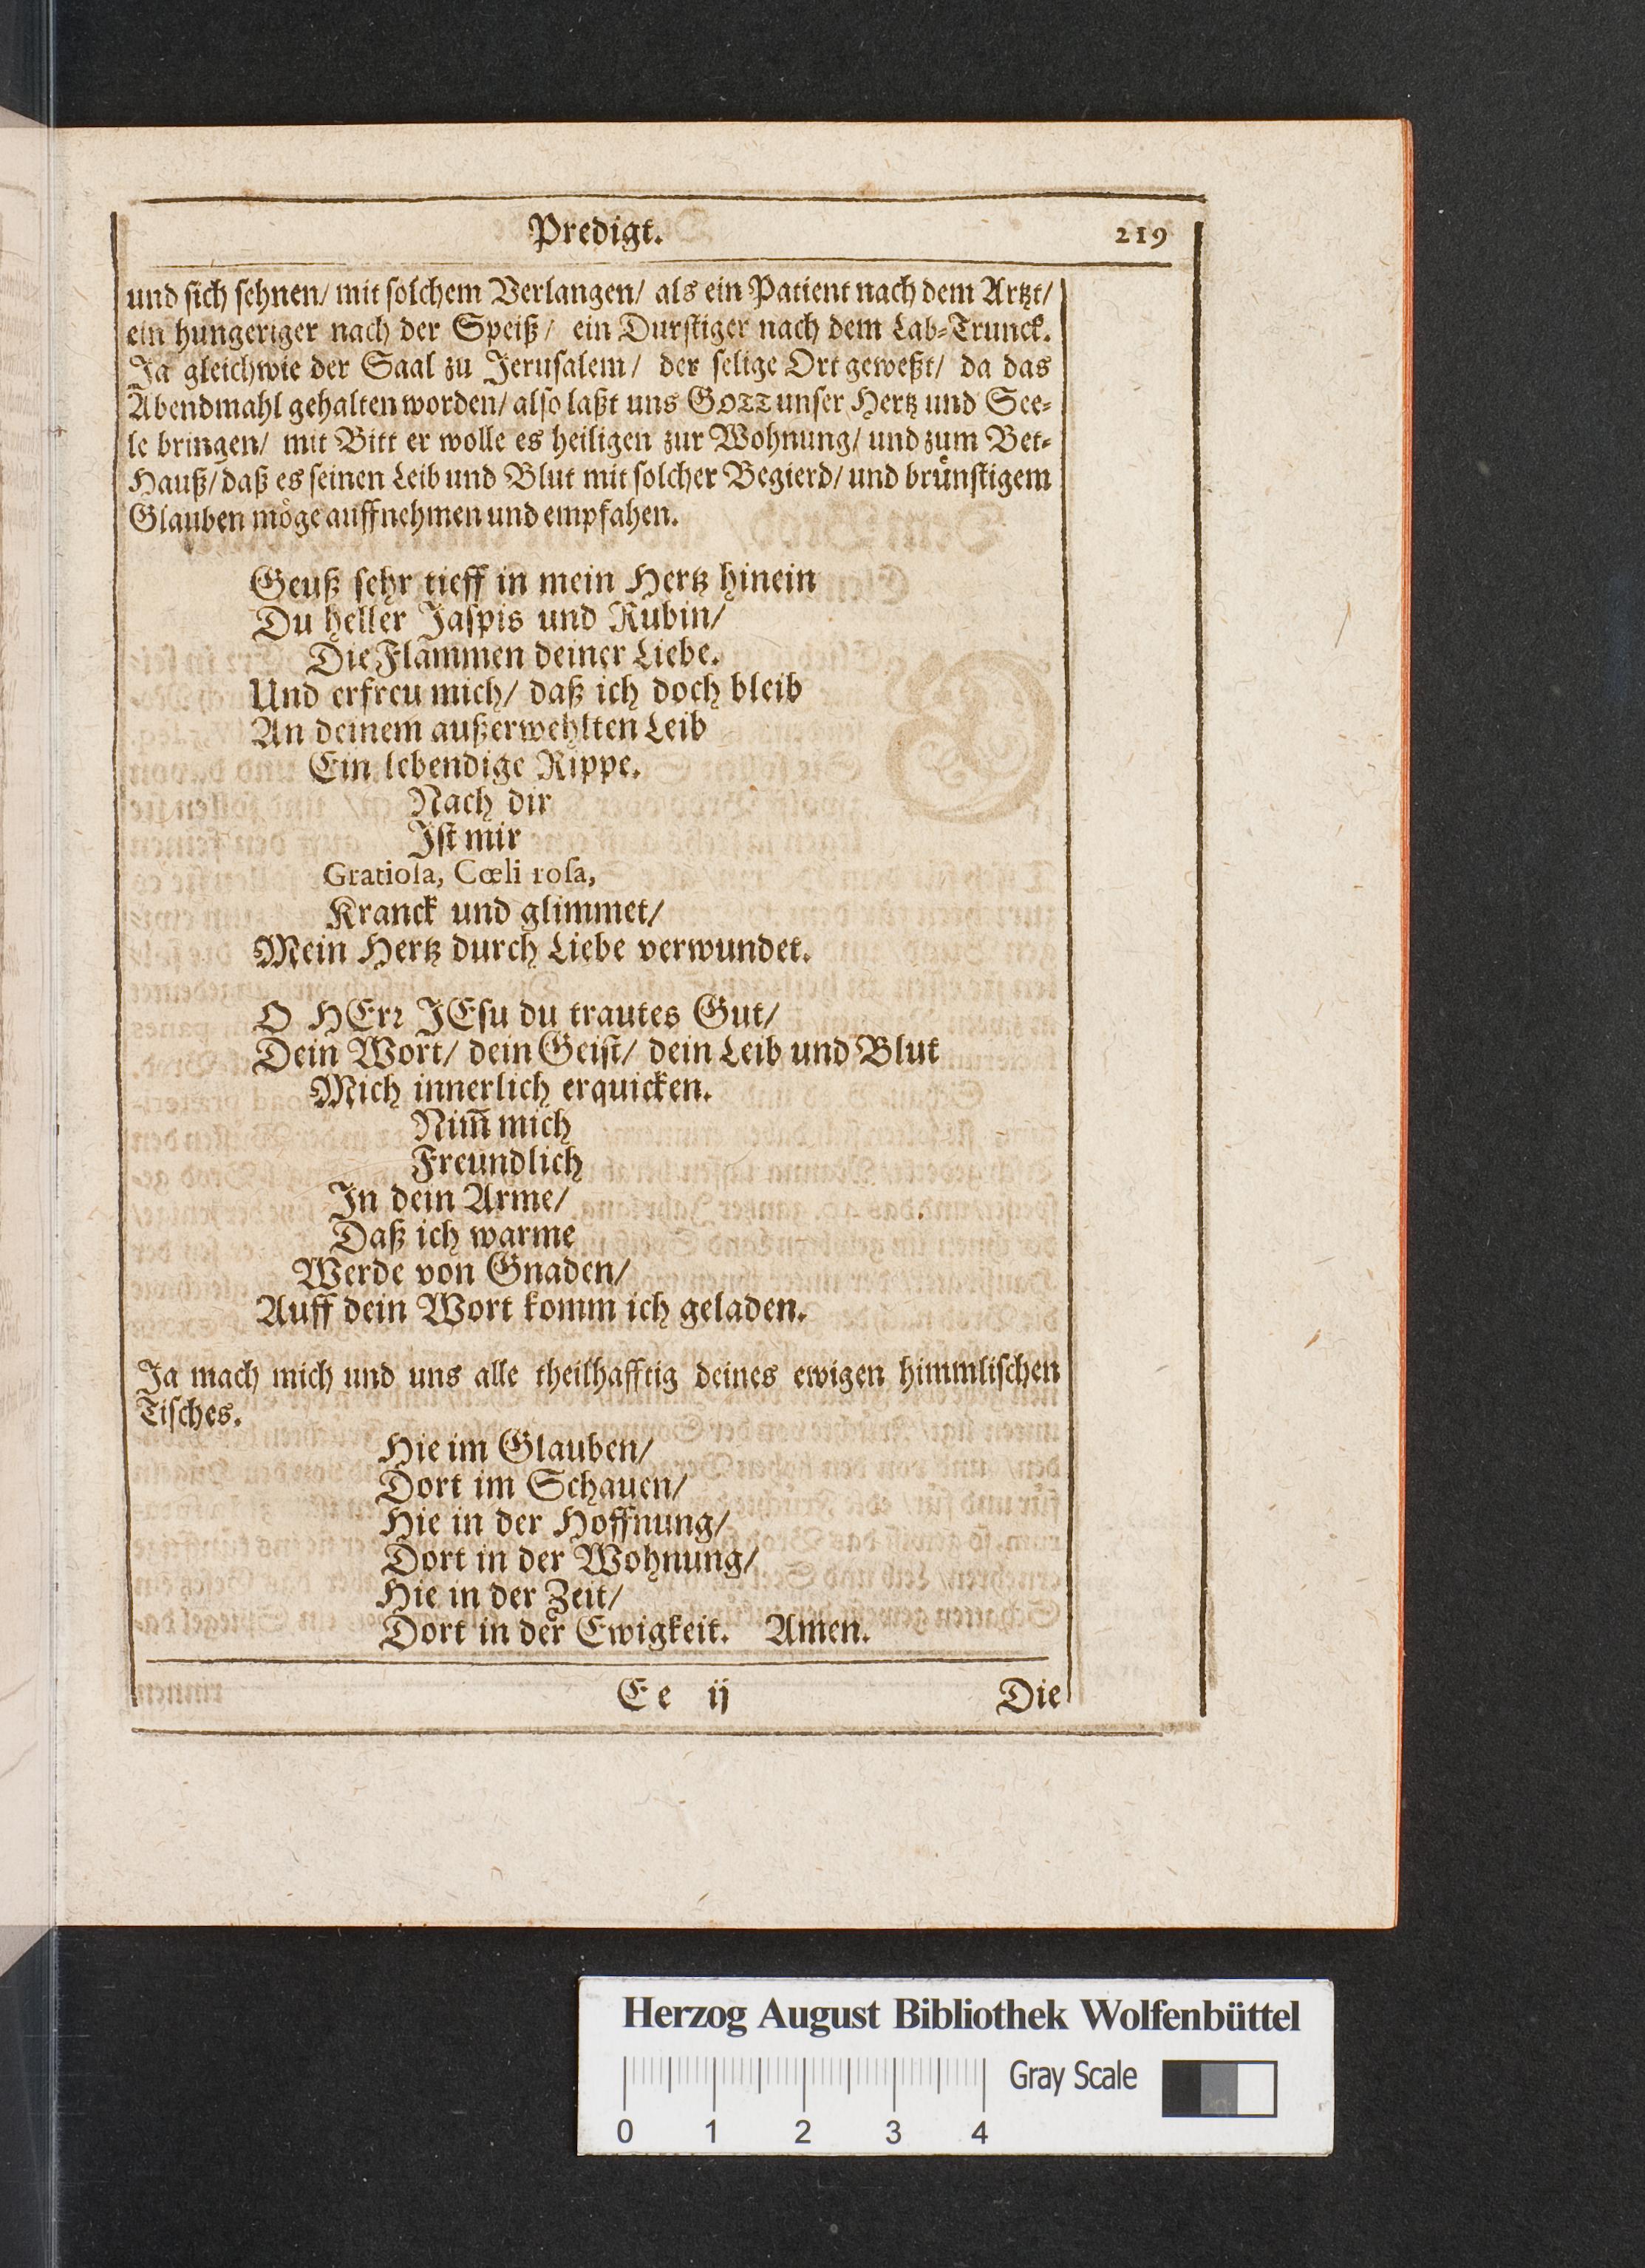 Predigt. 219
und sich sehnen/ mit solchem Verlangen/ als ein Patient nach dem Artzt/
ein hungeriger nach der Speiß/ ein Durstiger nach dem Lab-Trunck.
Ja gleichwie der Saal zu Jerusalem/ der selige Ort geweßt/ da das
Abendmahl gehalten worden/ also laßt uns GOTT unser Hertz und See-
le bringen/ mit Bitt er wolle es heiligen zur Wohnung/ und zum Bet-
Hauß/ daß es seinen Leib und Blut mit solcher Begierd/ und brünstigem
Glauben möge auffnehmen und empfahen.
Geuß sehr tieff in mein Hertz hinein
Du heller Jaspis und Rubin/
Die Flammen deiner Liebe.
Und erfreu mich/ daß ich doch bleib
An deinem außerwehlten Leib
Ein lebendige Rippe.
Nach dir
Ist mir
Gratiosa, Cœli rosa,
Kranck und glimmet/
Mein Hertz durch Liebe verwundet.
O HErr JEsu du trautes Gut/
Dein Wort/ dein Geist/ dein Leib und Blut
Mich innerlich erquicken.
Nim̄ mich
Freundlich
In dein Arme/
Daß ich warme
Werde von Gnaden/
Auff dein Wort komm ich geladen.
Ja mach mich und uns alle theilhafftig deines ewigen himmlischen
Tisches.
Hie im Glauben/
Dort im Schauen/
Hie in der Hoffnung/
Dort in der Wohnung/
Hie in der Zeit/
Dort in der Ewigkeit. Amen.
Ee ij Die
Herzog August Bibliothek Wolfenbüttel
Gray Scale
0 1 2 3 4